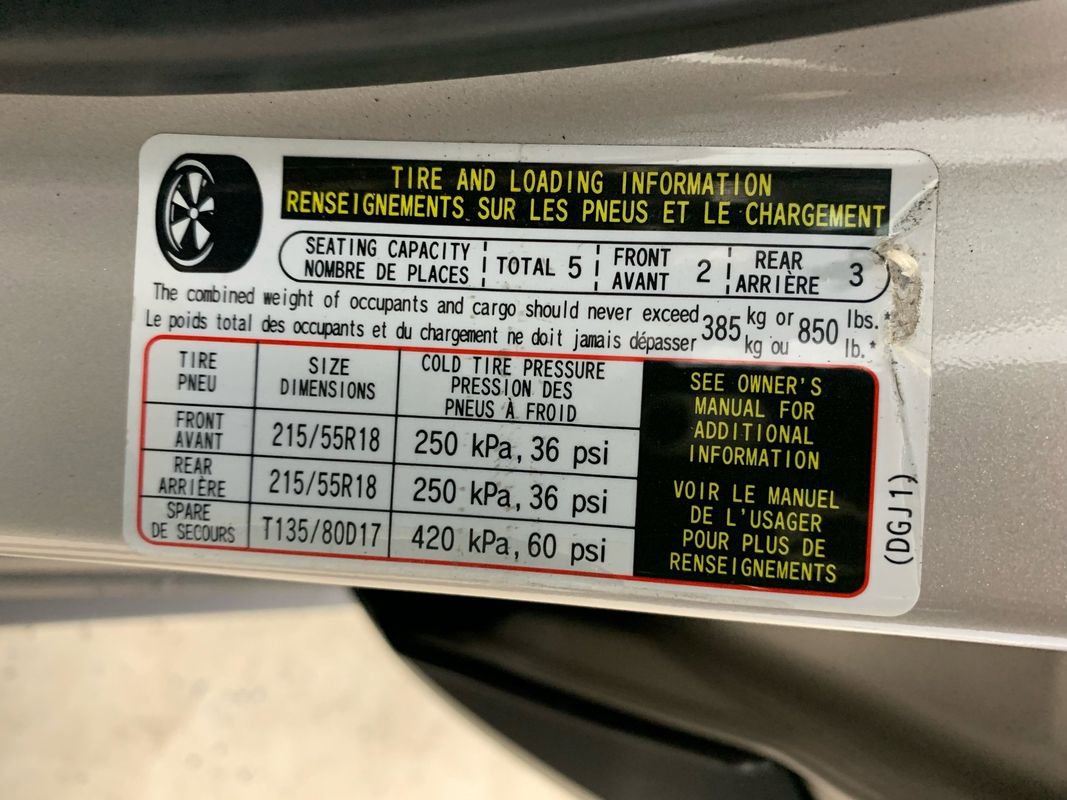 TIRE AND LOADING INFORMATION
RENSEIGNEMENTS SUR LES PNEUS ET LE CHARGEMENT
SEATING CAPACITY
NOMBRE DE PLACES
TOTAL 5
FRONT
AVANT
2
REAR
ARRIÈRE
3
The combined weight of occupants and cargo should never exceed 385 kg or 850 lbs.*
Le poids total des occupants et du chargement ne doit jamais dépasser kg ou lb.*
TIRE
PNEU
SIZE
DIMENSIONS
COLD TIRE PRESSURE
PRESSION DES
PNEUS À FROID
FRONT
AVANT
215/55R18
250 kPa, 36 psi
REAR
ARRIÈRE
215/55R18
250 kPa, 36 psi
SPARE
DE SECOURS
T135/80D17
420 kPa, 60 psi
SEE OWNER'S
MANUAL FOR
ADDITIONAL
INFORMATION
VOIR LE MANUEL
DE L'USAGER
POUR PLUS DE
RENSEIGNEMENTS
(DGJ1)